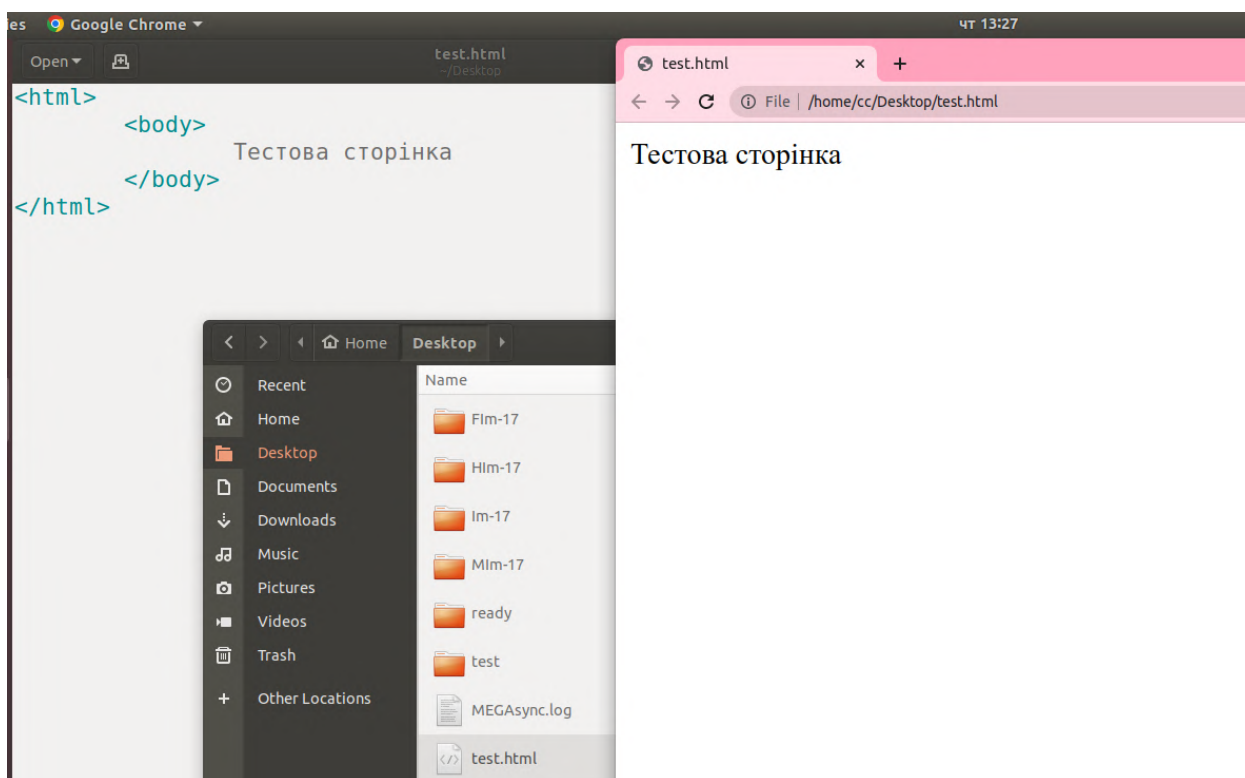 ies Google Chrome
чт 13:27
Open
test.html
~/Desktop
<html>
<body>
Тестова сторінка
</body>
</html>
test.html × +
File | /home/cc/Desktop/test.html
Тестова сторінка
Home Desktop
Recent
Home
Desktop
Documents
Downloads
Music
Pictures
Videos
Trash
+ Other Locations
Name
FIm-17
HIm-17
Im-17
MIm-17
ready
test
MEGAsync.log
test.html